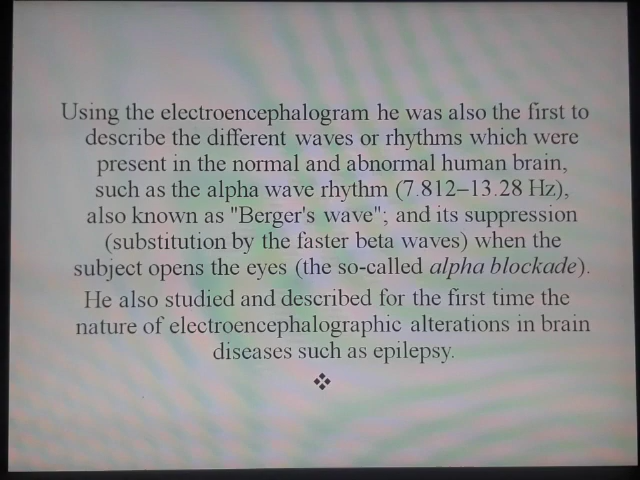 Using the electroencephalogram he was also the first to
describe the different waves or rhythms which were
present in the normal and abnormal human brain,
such as the alpha wave rhythm (7.812–13.28 Hz),
also known as "Berger's wave"; and its suppression
(substitution by the faster beta waves) when the
subject opens the eyes (the so-called alpha blockade).
He also studied and described for the first time the
nature of electroencephalographic alterations in brain
diseases such as epilepsy.